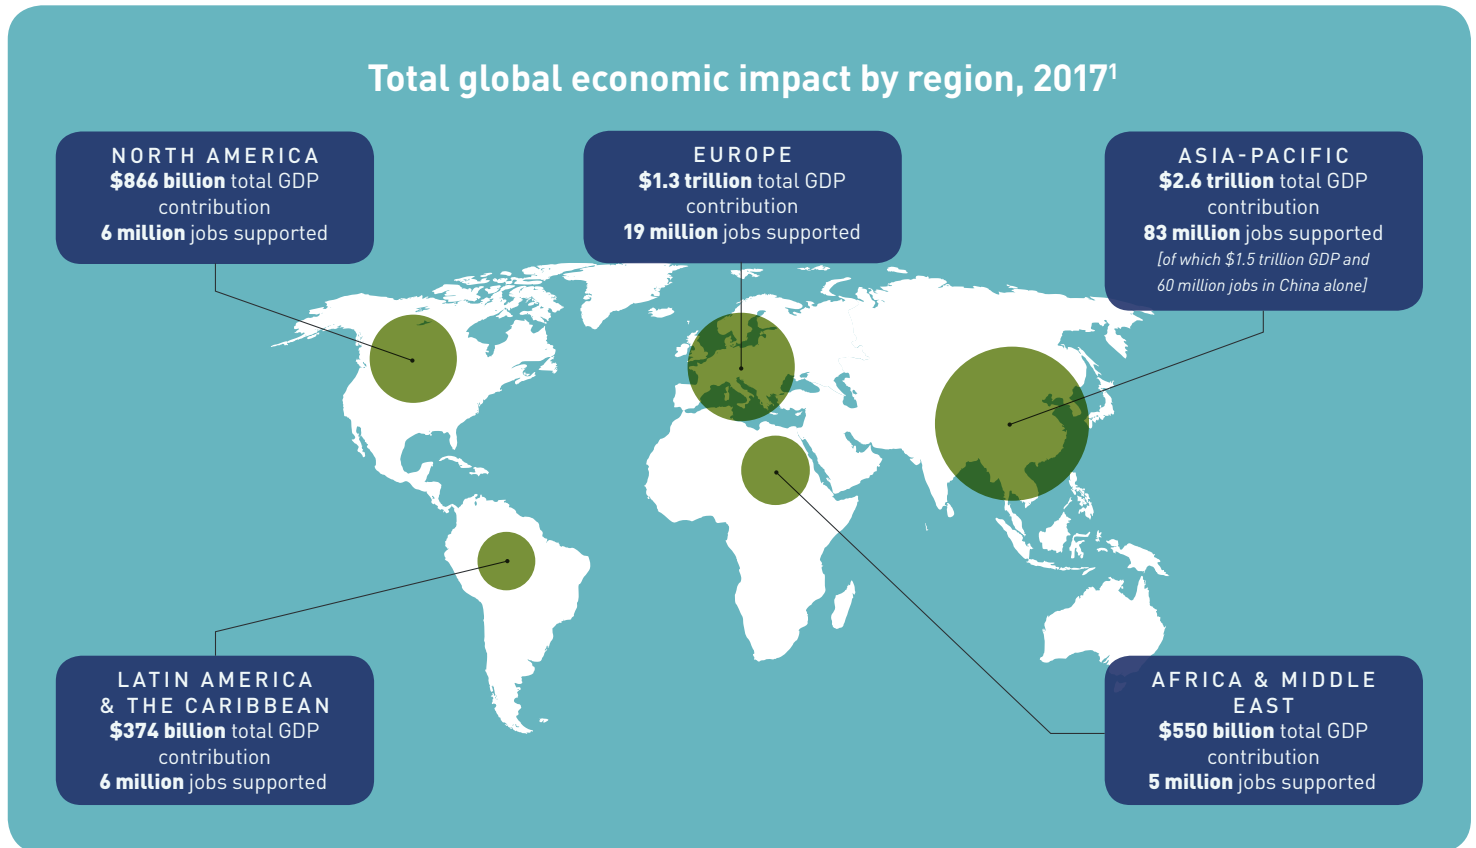 Total global economic impact by region, 2017¹
NORTH AMERICA
$866 billion total GDP
contribution
6 million jobs supported
EUROPE
$1.3 trillion total GDP
contribution
19 million jobs supported
ASIA-PACIFIC
$2.6 trillion total GDP
contribution
83 million jobs supported
[of which $1.5 trillion GDP and
60 million jobs in China alone]
LATIN AMERICA
& THE CARIBBEAN
$374 billion total GDP
contribution
6 million jobs supported
AFRICA & MIDDLE
EAST
$550 billion total GDP
contribution
5 million jobs supported